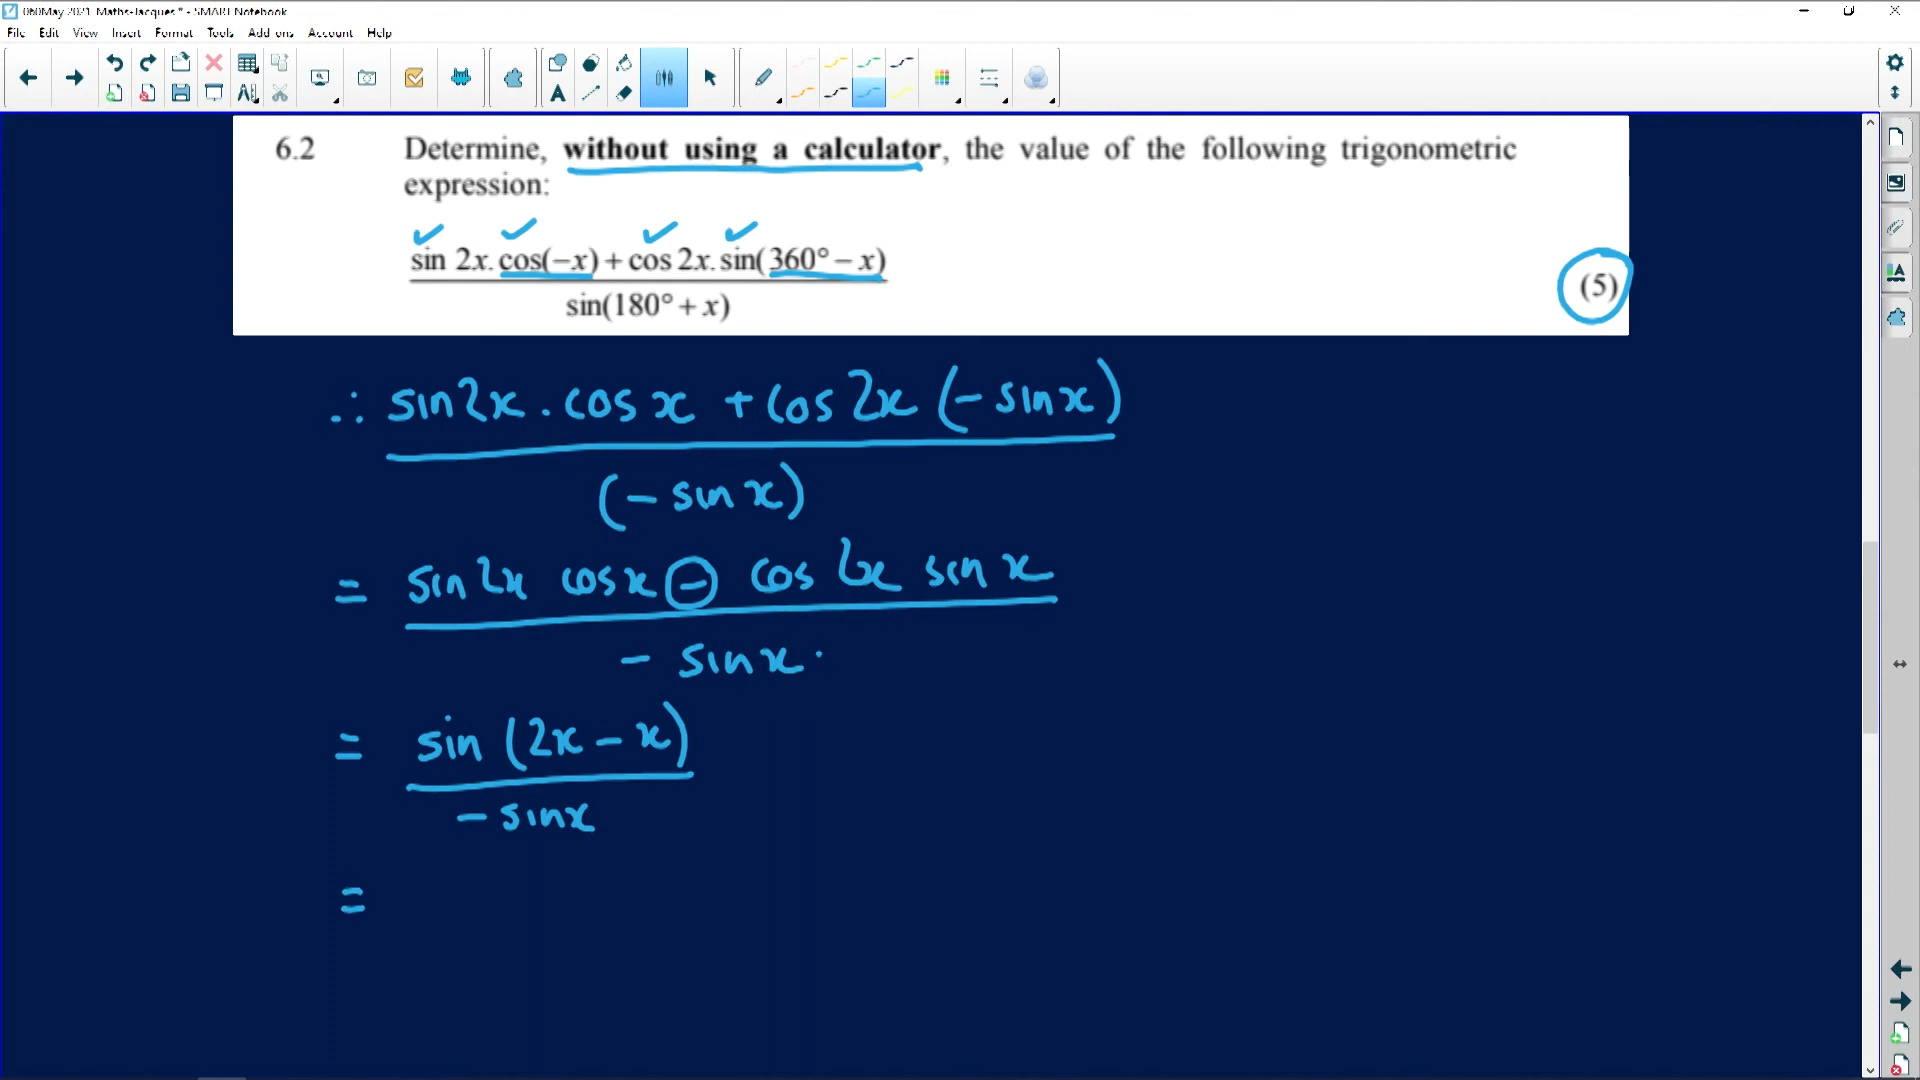 060May 2021 Maths-Jacques * - SMART Notebook
File Edit View Insert Format Tools Add-ons Account Help
6.2 Determine, without using a calculator, the value of the following trigonometric
expression:
sin 2x. cos(−x) + cos 2x. sin(360° − x)
sin(180° + x)
(5)
∴ sin2x . cos x + cos 2x (− sinx)
(− sin x)
= sin 2x cosx − cos 2x sin x
− sinx.
= sin (2x − x)
− sinx
=